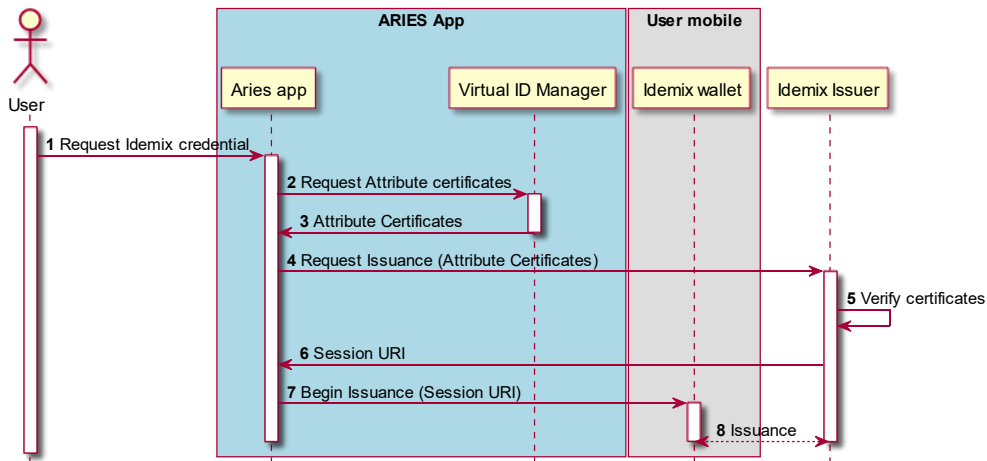 ARIES App
User mobile
User
Aries app
Virtual ID Manager
Idemix wallet
Idemix Issuer
1 Request Idemix credential
2 Request Attribute certificates
3 Attribute Certificates
4 Request Issuance (Attribute Certificates)
5 Verify certificates
6 Session URI
7 Begin Issuance (Session URI)
8 Issuance